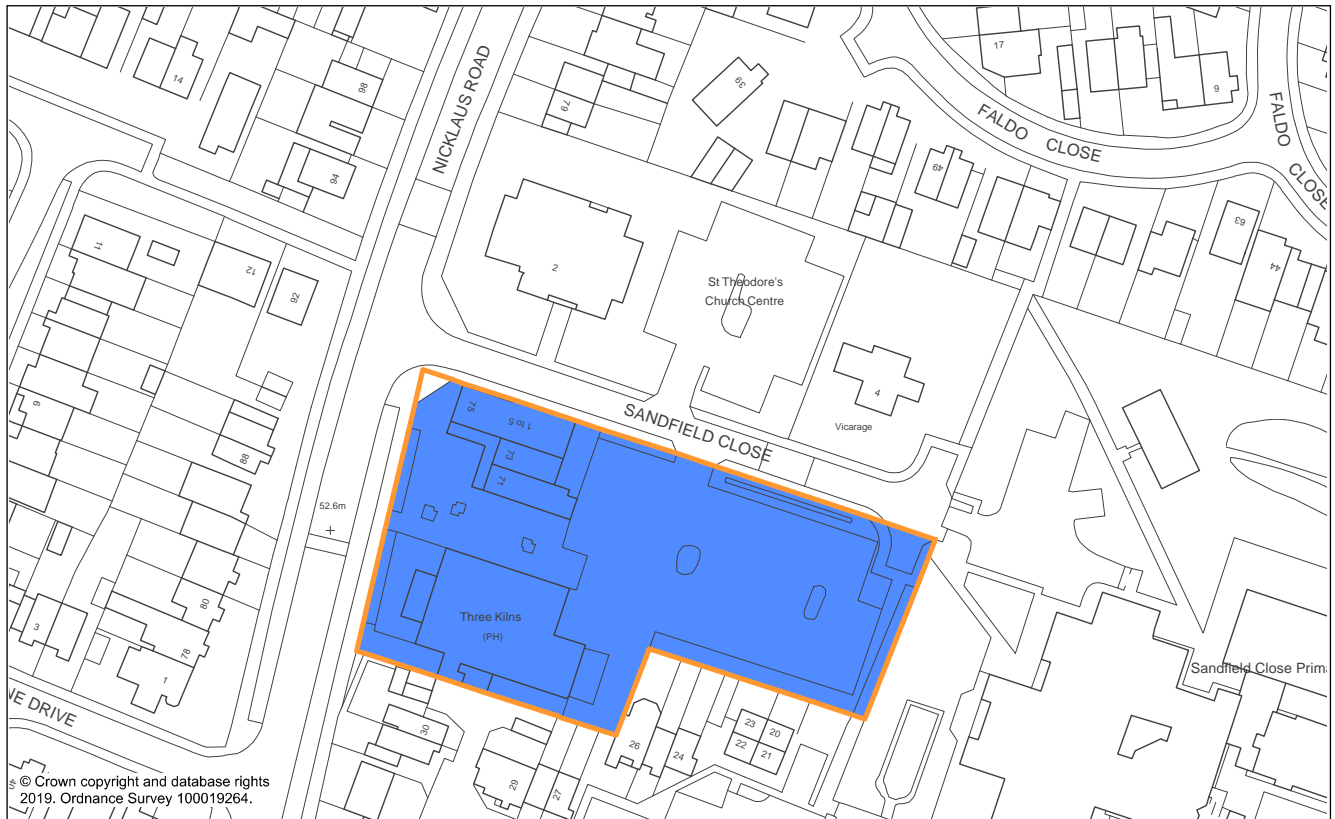 14
98
NICKLAUS ROAD
79
39
17
9
FALDO CLOSE
FALDO CLOSE
94
49
63
44
11
12
92
2
St Theodore's
Church Centre
4
Vicarage
SANDFIELD CLOSE
75
1 to 5
73
71
88
52.6m
Three Kilns
(PH)
80
78
3
1
NE DRIVE
30
29
27
26
24
23
20
22
21
Sandfield Close Prim
© Crown copyright and database rights
2019. Ordnance Survey 100019264.